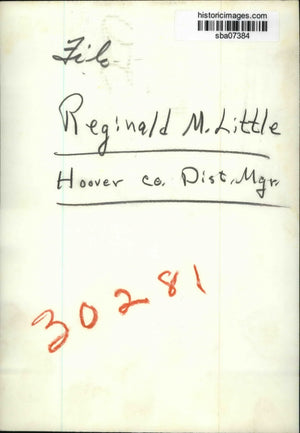 historicimages.com
sba07384
File
Reginald M. Little
Hoover co. Dist. Mgr.
30281